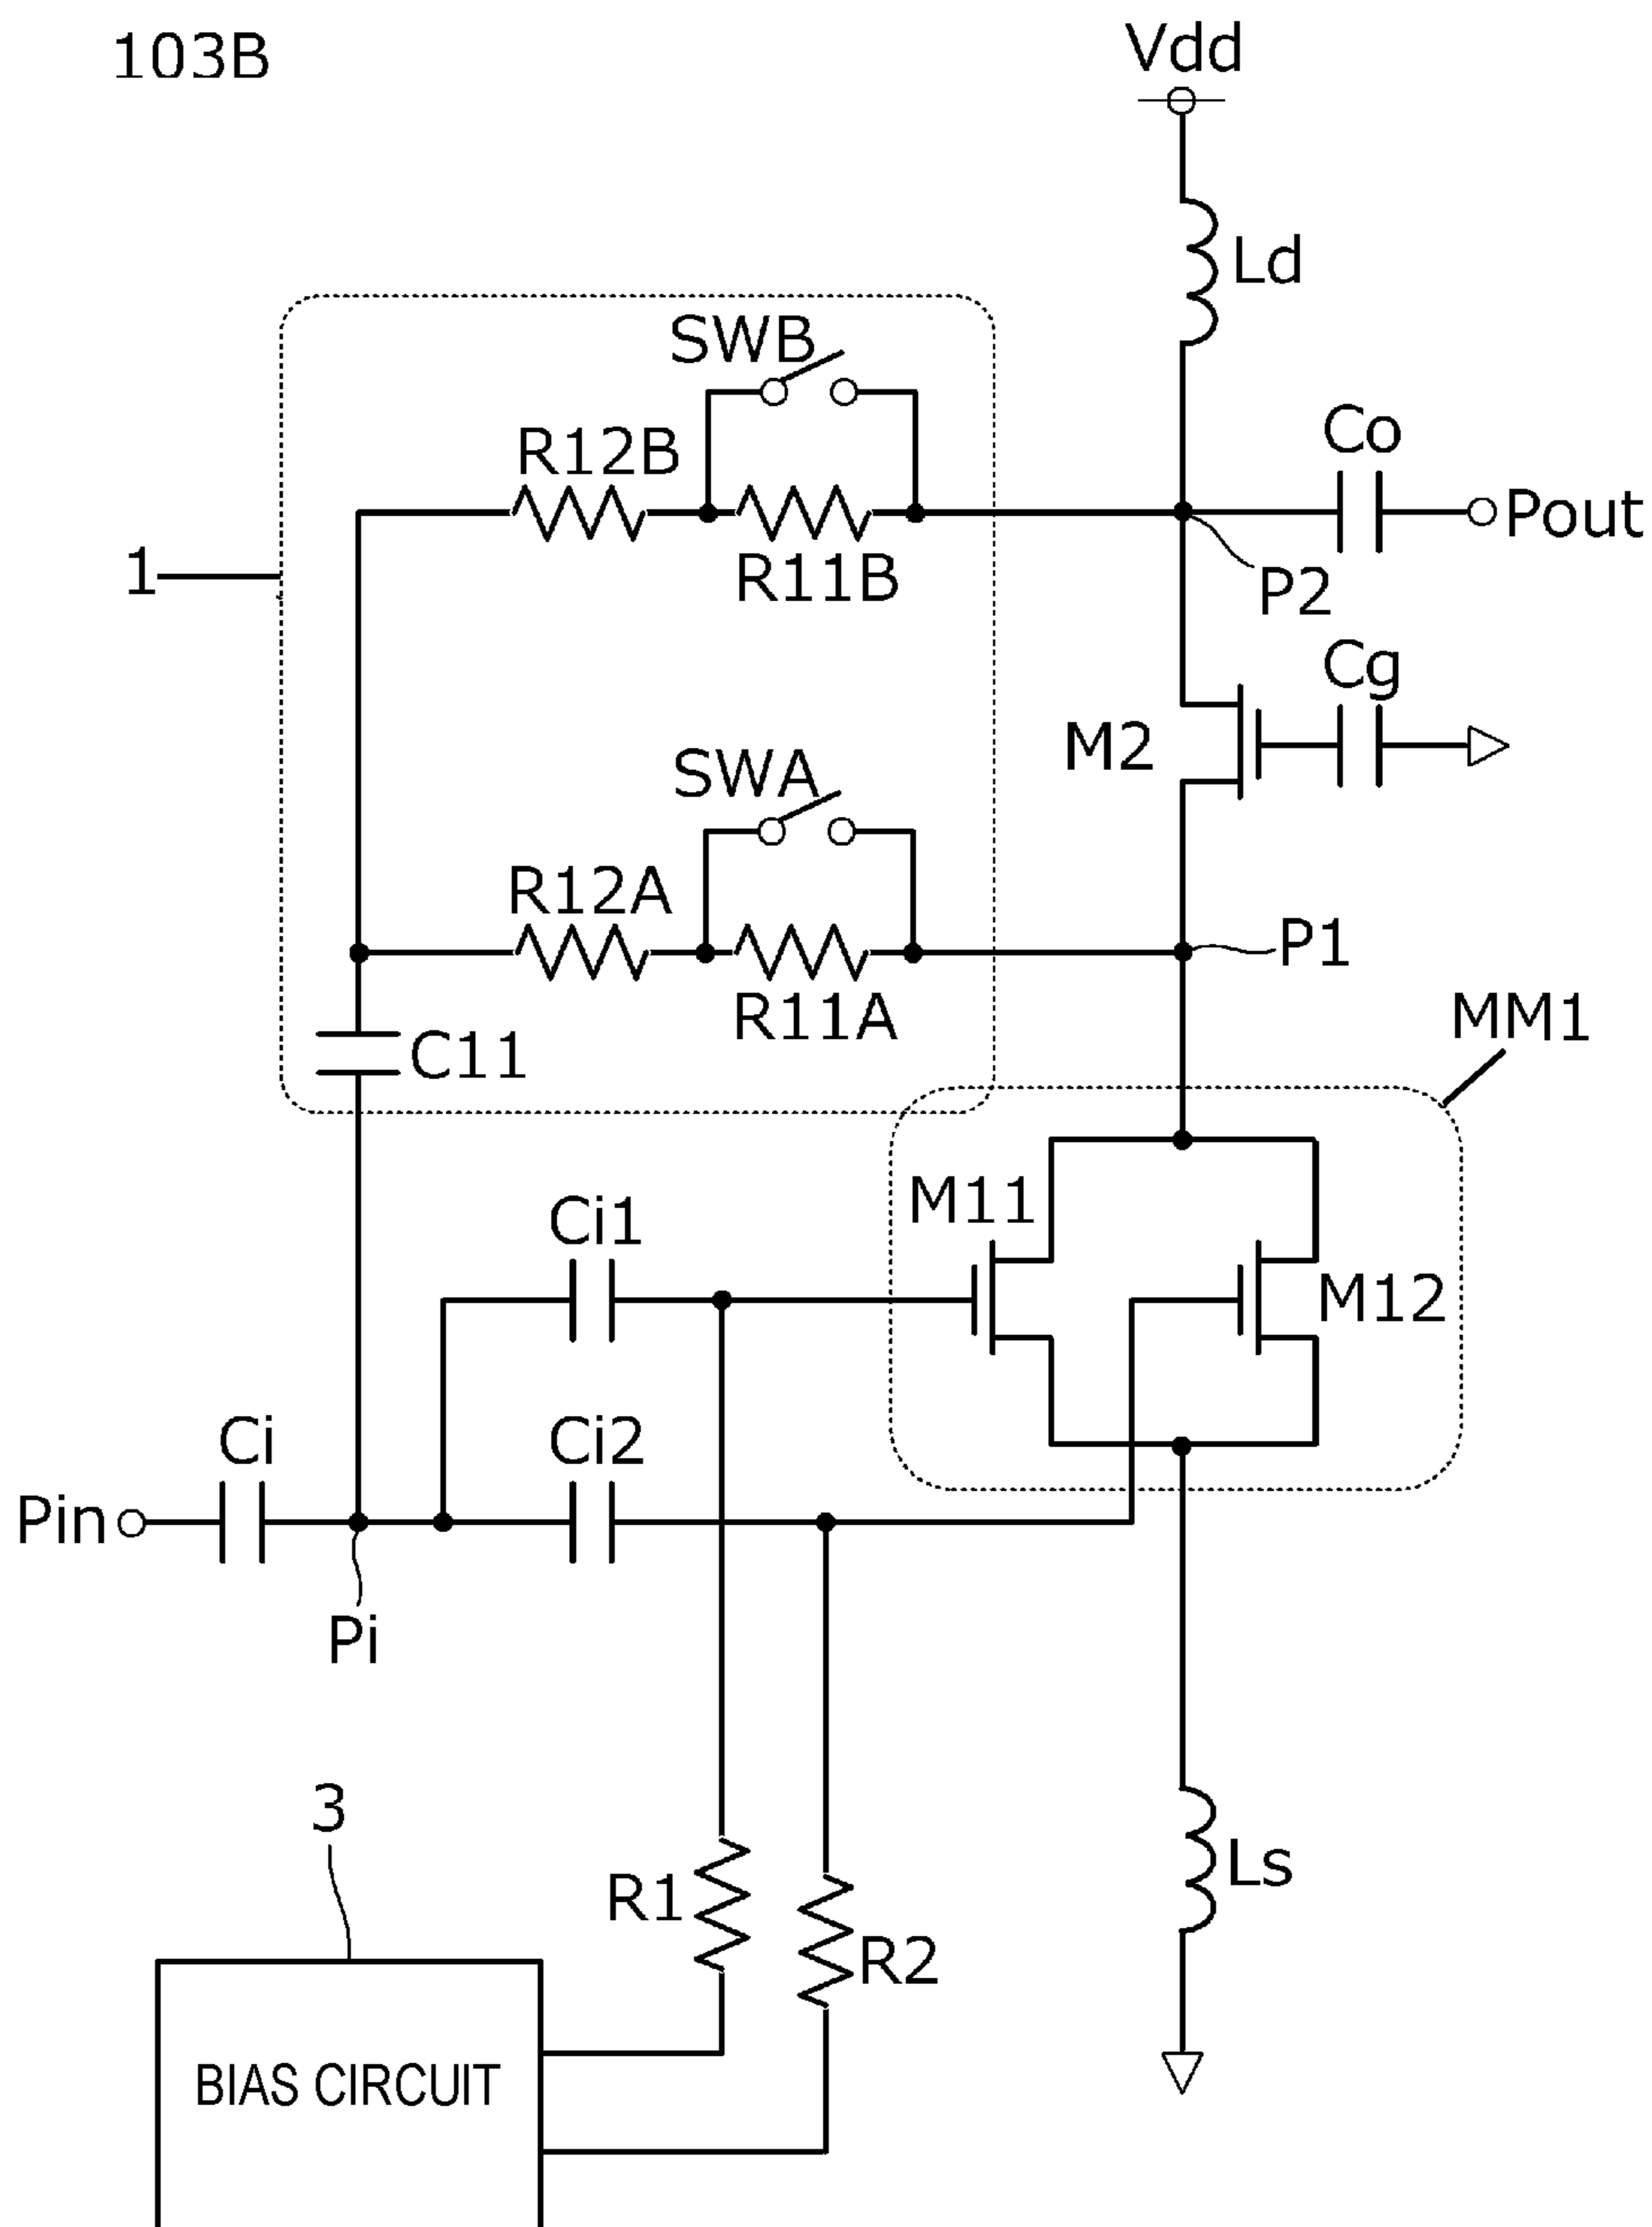 103B
Vdd
Ld
SWB
Co
R12B
Pout
1
R11B
P2
Cg
M2
SWA
R12A
P1
R11A
MM1
C11
M11
Ci1
M12
Ci
Ci2
Pin
Pi
3
Ls
R1
R2
BIAS CIRCUIT